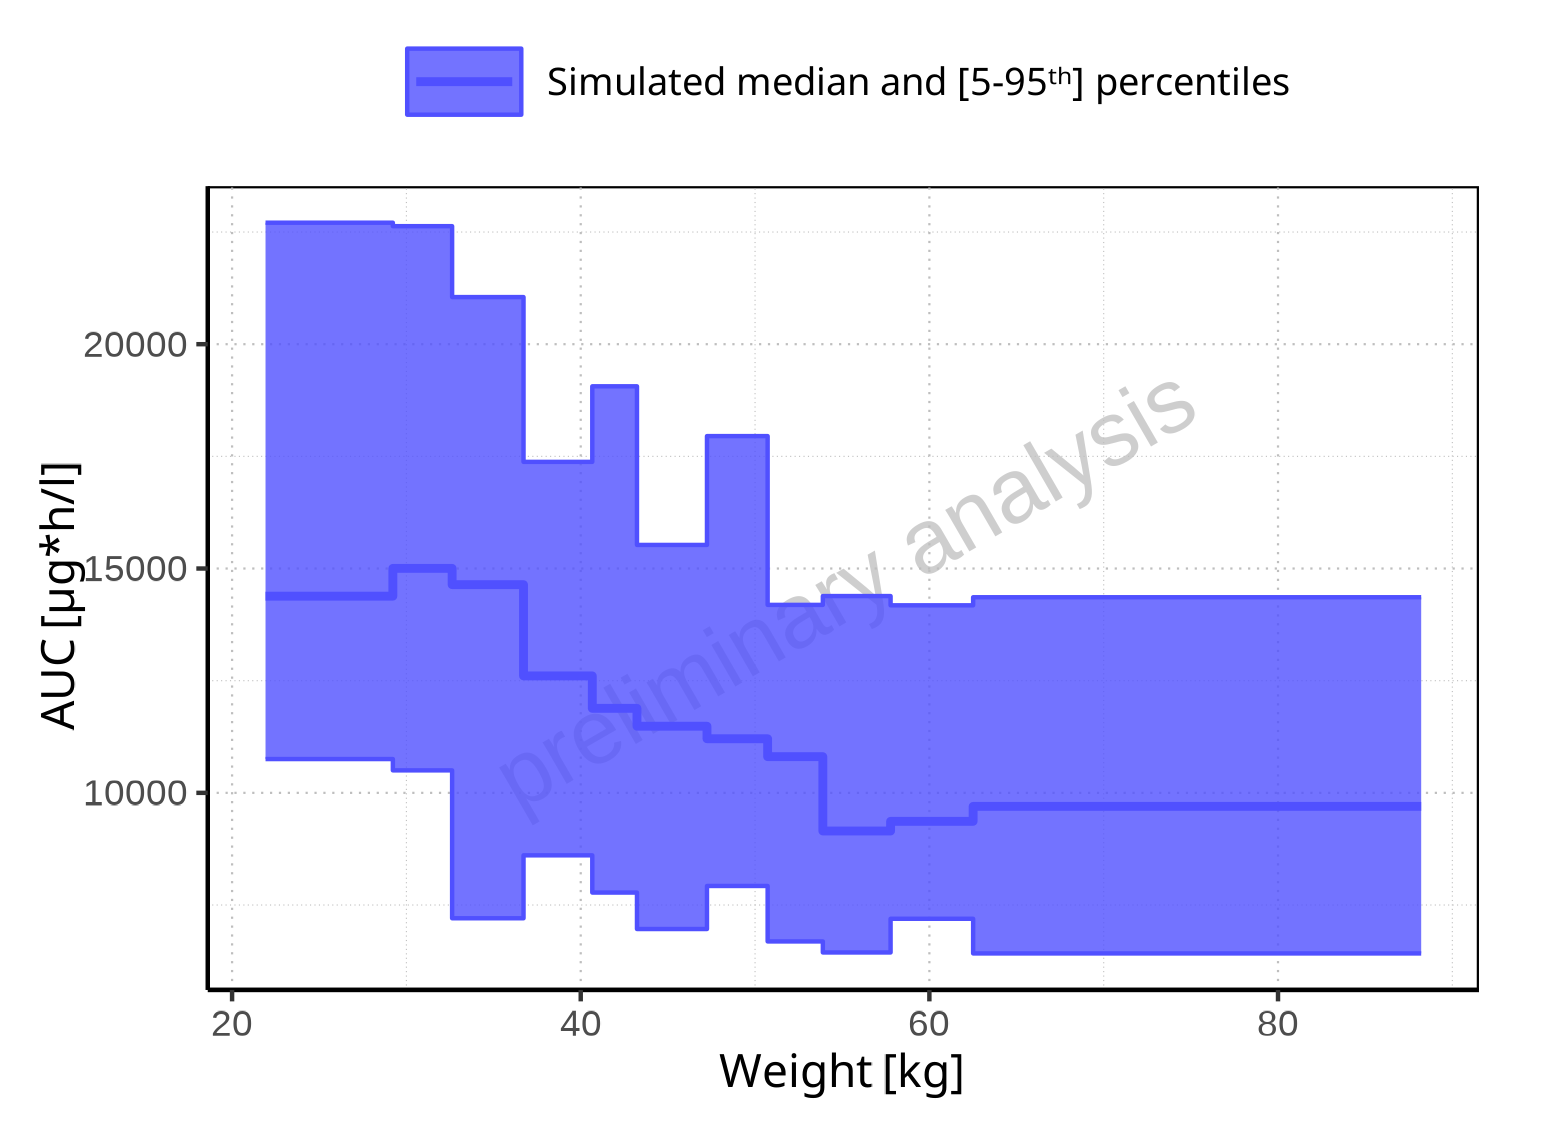 Simulated median and [5-95ᵗʰ] percentiles
20000
15000
10000
AUC [µg*h/l]
preliminary analysis
20 40 60 80
Weight [kg]